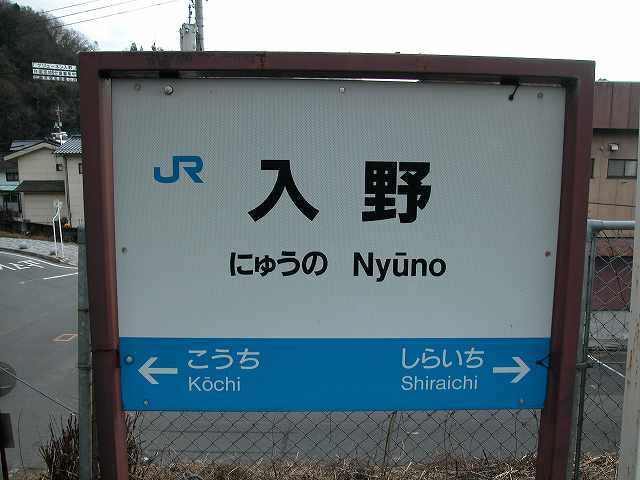 JR 入野
にゅうの Nyūno
← こうち
Kōchi
しらいち →
Shiraichi